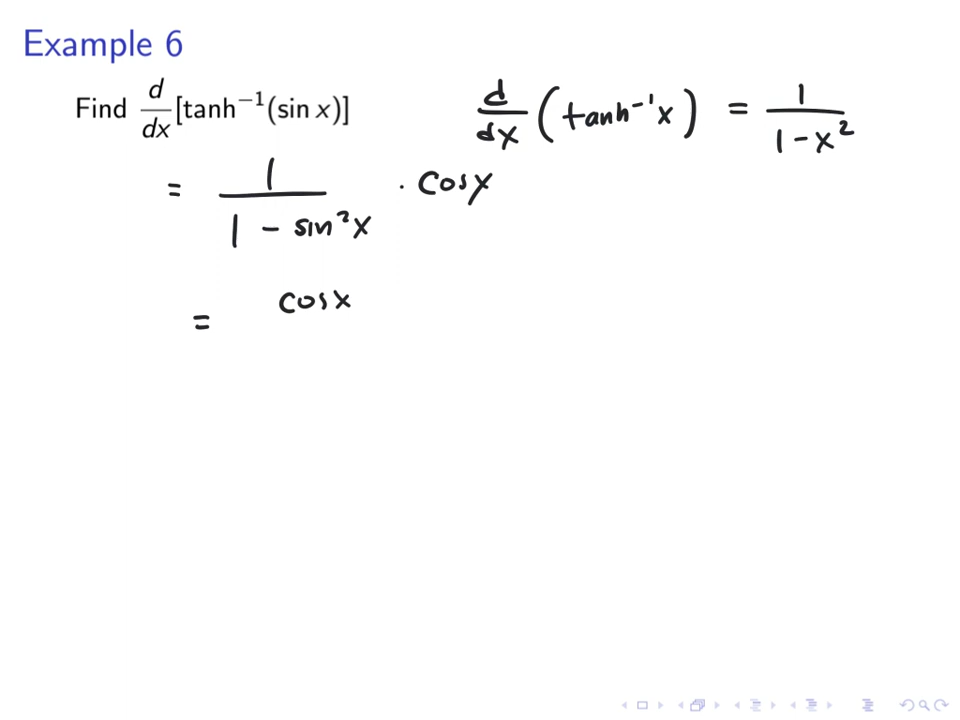 Example 6
Find d/dx [tanh⁻¹(sin x)]
d/dx (tanh⁻¹x) = 1/(1-x²)
= 1/(1 - sin²x) · cosx
= cosx